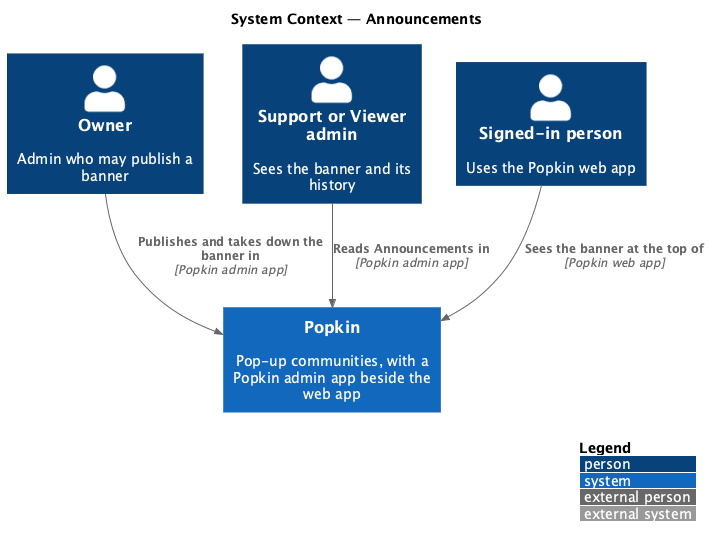 System Context — Announcements
Owner
Admin who may publish a
banner
Support or Viewer
admin
Sees the banner and its
history
Signed-in person
Uses the Popkin web app
Publishes and takes down the
banner in
[Popkin admin app]
Reads Announcements in
[Popkin admin app]
Sees the banner at the top of
[Popkin web app]
Popkin
Pop-up communities, with a
Popkin admin app beside the
web app
Legend
person
system
external person
external system